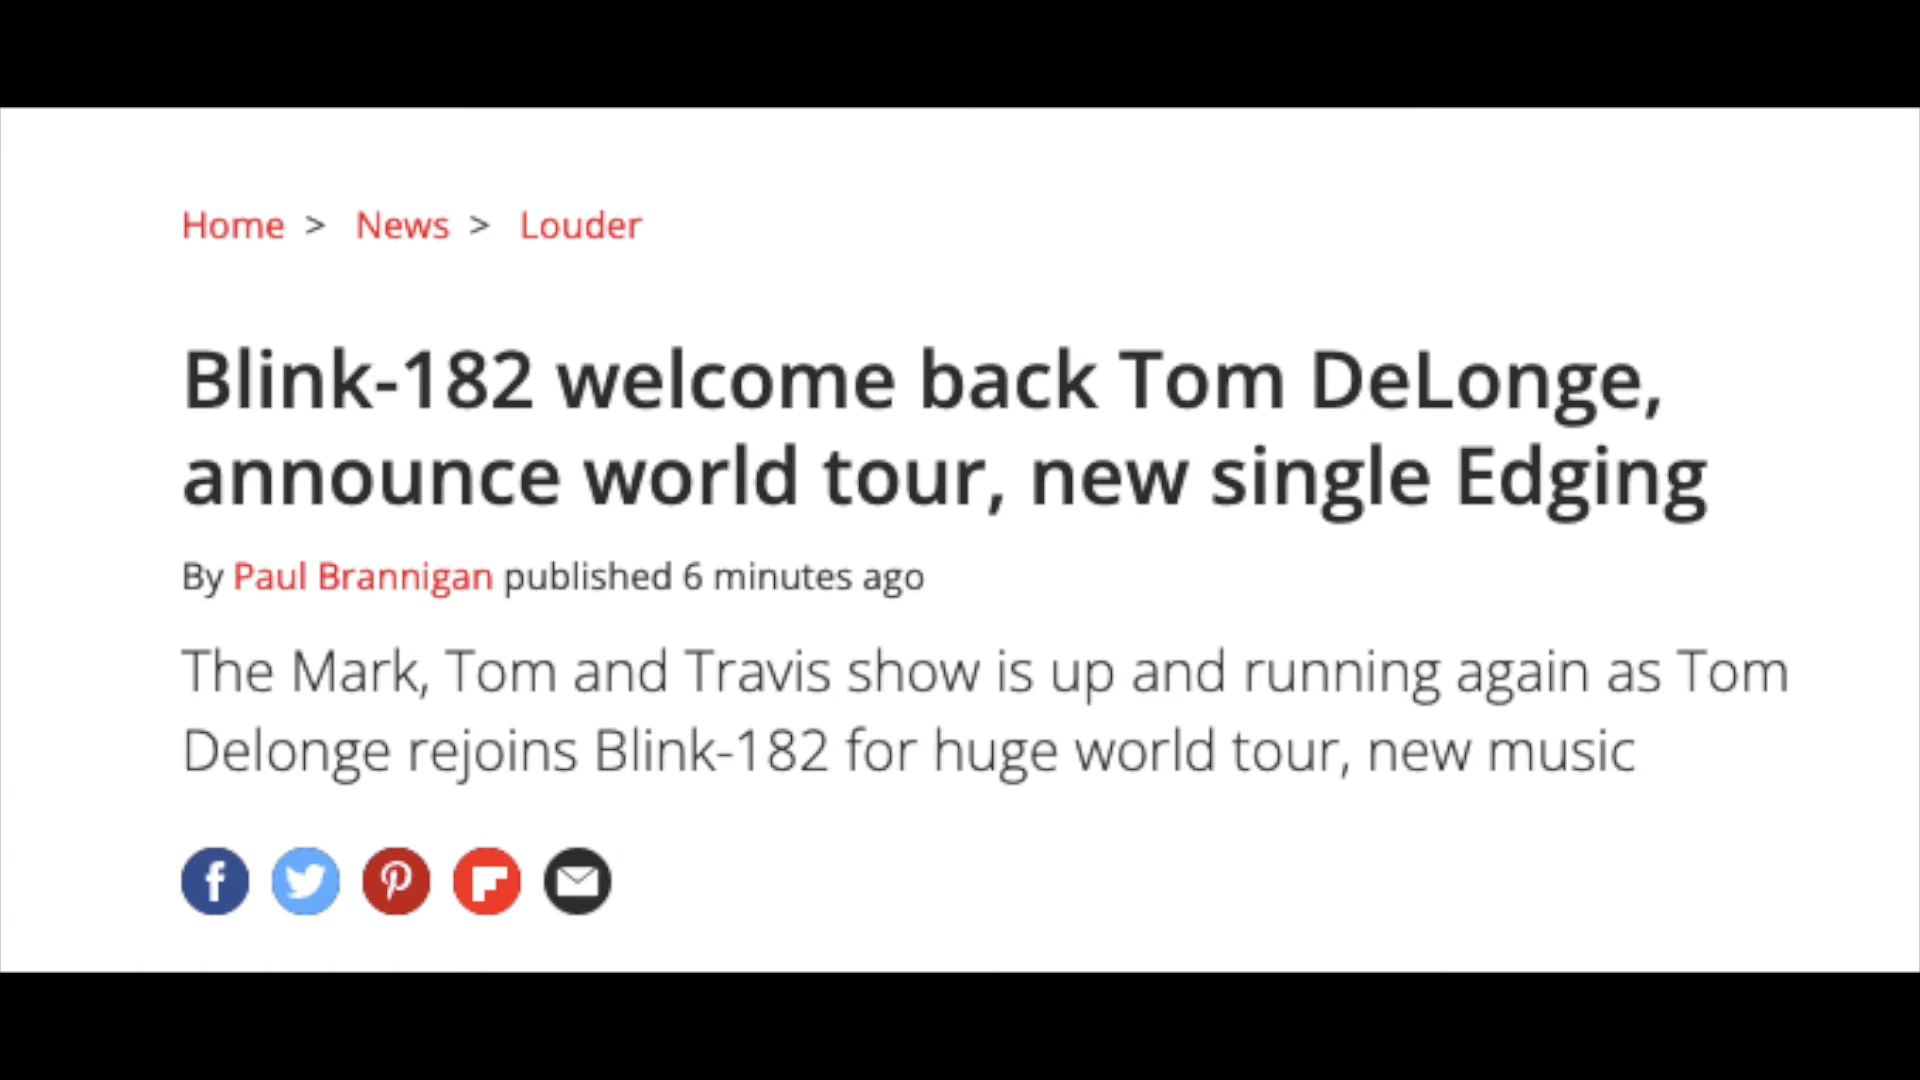 Home > News > Louder
Blink-182 welcome back Tom DeLonge,
announce world tour, new single Edging
By Paul Brannigan published 6 minutes ago
The Mark, Tom and Travis show is up and running again as Tom
Delonge rejoins Blink-182 for huge world tour, new music